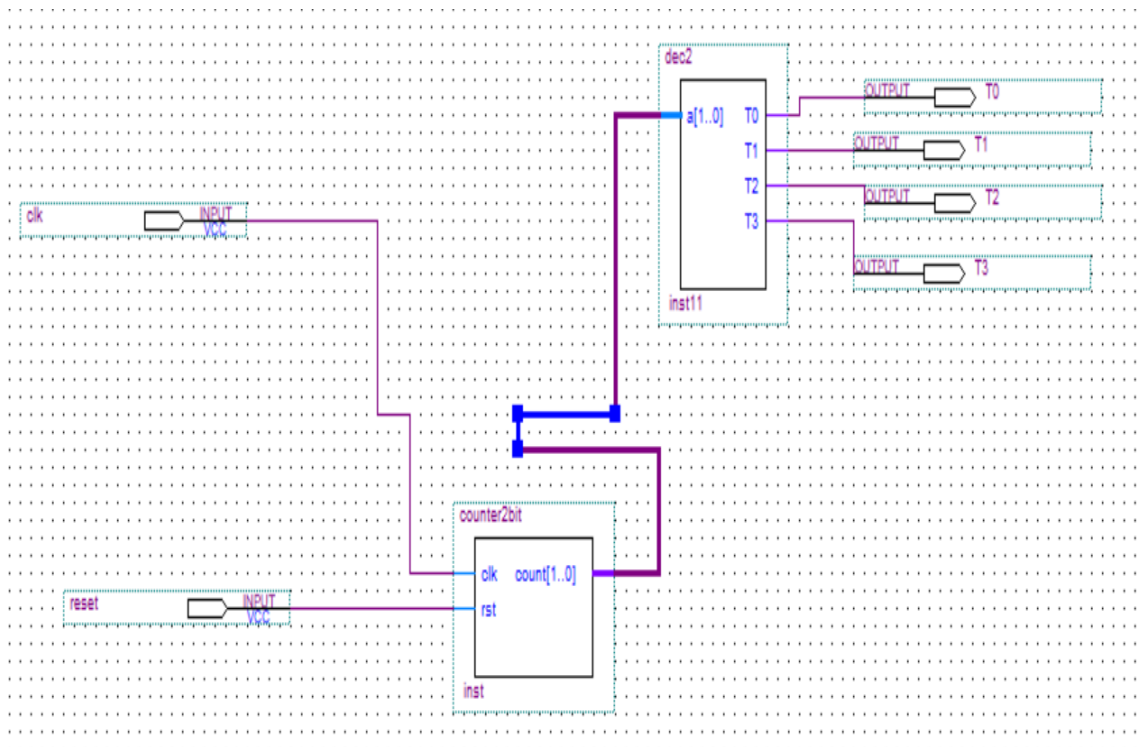 dec2
a[1..0] T0
T1
T2
T3
inst11
OUTPUT T0
OUTPUT T1
OUTPUT T2
OUTPUT T3
clk INPUT
VCC
counter2bit
clk count[1..0]
rst
inst
reset INPUT
VCC